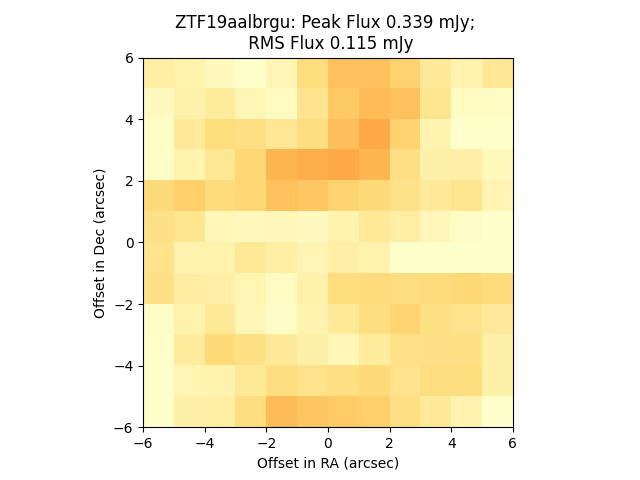 ZTF19aalbrgu: Peak Flux 0.339 mJy;
RMS Flux 0.115 mJy
6
4
2
0
−2
−4
−6
Offset in Dec (arcsec)
−6 −4 −2 0 2 4 6
Offset in RA (arcsec)